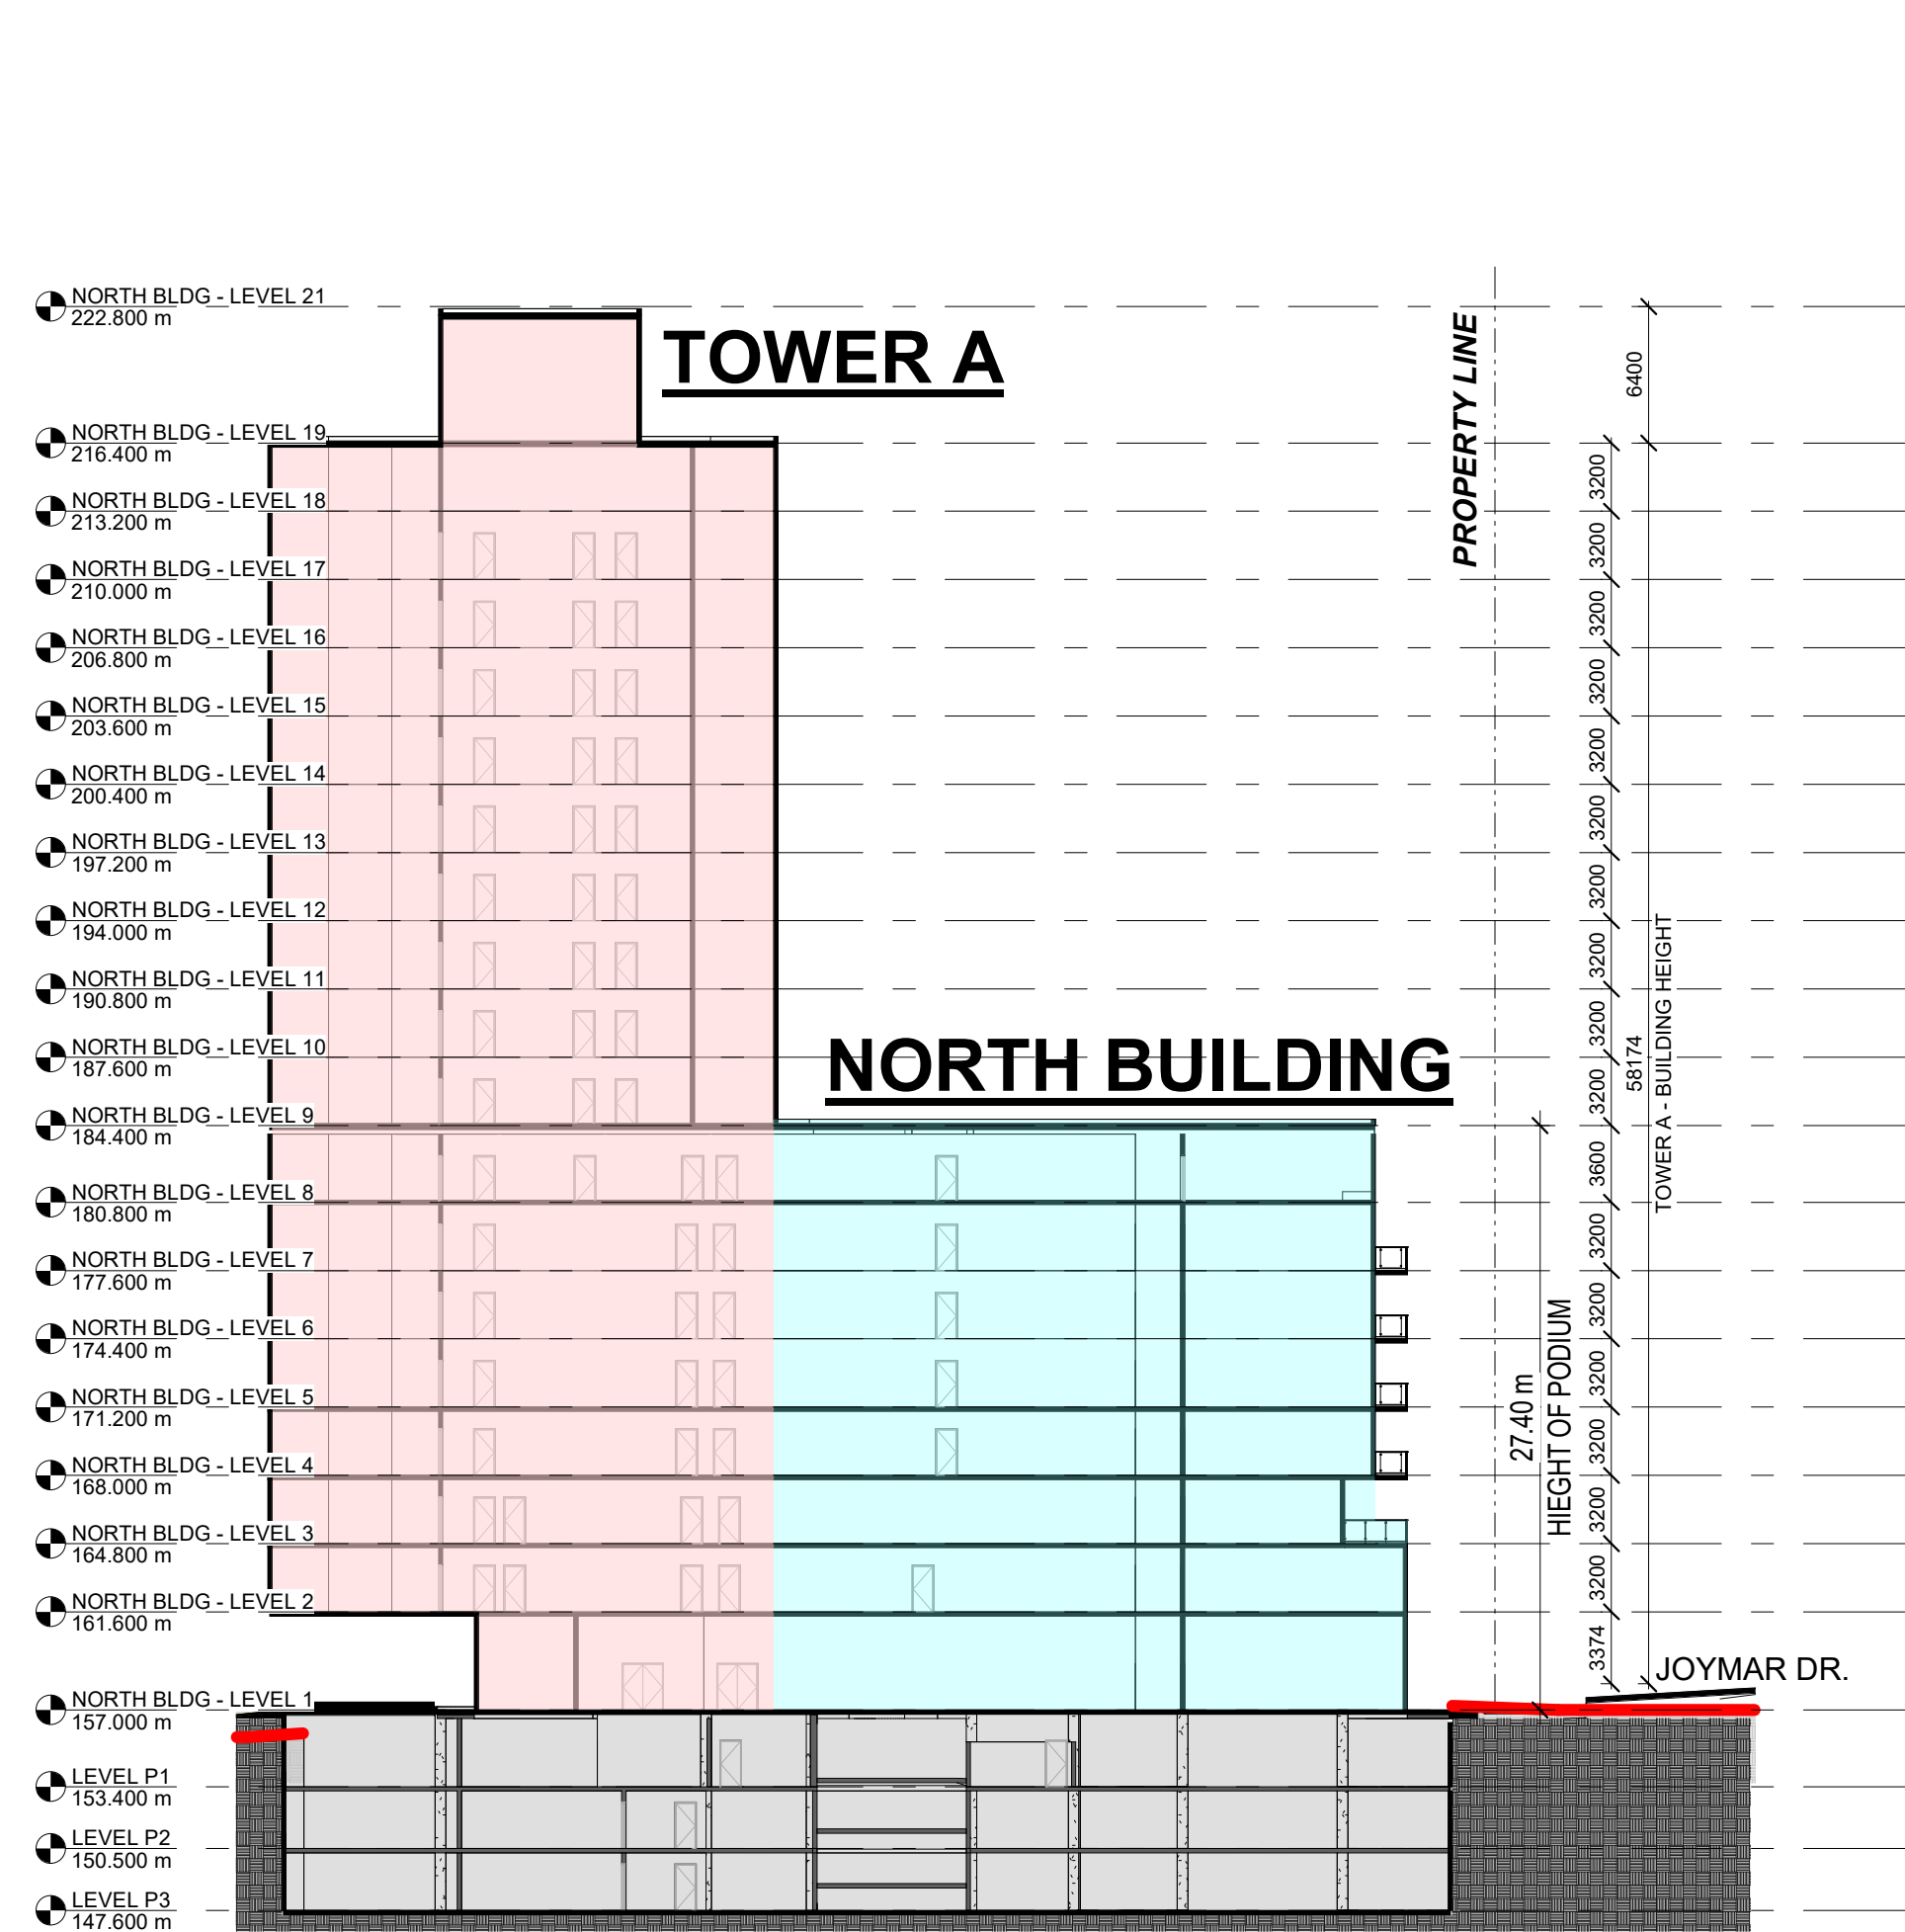 NORTH BLDG - LEVEL 21
222.800 m
TOWER A
PROPERTY LINE
6400
NORTH BLDG - LEVEL 19
216.400 m
3200
NORTH BLDG - LEVEL 18
213.200 m
3200
NORTH BLDG - LEVEL 17
210.000 m
3200
NORTH BLDG - LEVEL 16
206.800 m
3200
NORTH BLDG - LEVEL 15
203.600 m
3200
NORTH BLDG - LEVEL 14
200.400 m
3200
NORTH BLDG - LEVEL 13
197.200 m
3200
NORTH BLDG - LEVEL 12
194.000 m
3200
NORTH BLDG - LEVEL 11
190.800 m
3200
NORTH BLDG - LEVEL 10
187.600 m
3200
NORTH BUILDING
58174
TOWER A - BUILDING HEIGHT
NORTH BLDG - LEVEL 9
184.400 m
3600
NORTH BLDG - LEVEL 8
180.800 m
3200
NORTH BLDG - LEVEL 7
177.600 m
3200
NORTH BLDG - LEVEL 6
174.400 m
3200
27.40 m
HIEGHT OF PODIUM
NORTH BLDG - LEVEL 5
171.200 m
3200
NORTH BLDG - LEVEL 4
168.000 m
3200
NORTH BLDG - LEVEL 3
164.800 m
3200
NORTH BLDG - LEVEL 2
161.600 m
3374
JOYMAR DR.
NORTH BLDG - LEVEL 1
157.000 m
LEVEL P1
153.400 m
LEVEL P2
150.500 m
LEVEL P3
147.600 m